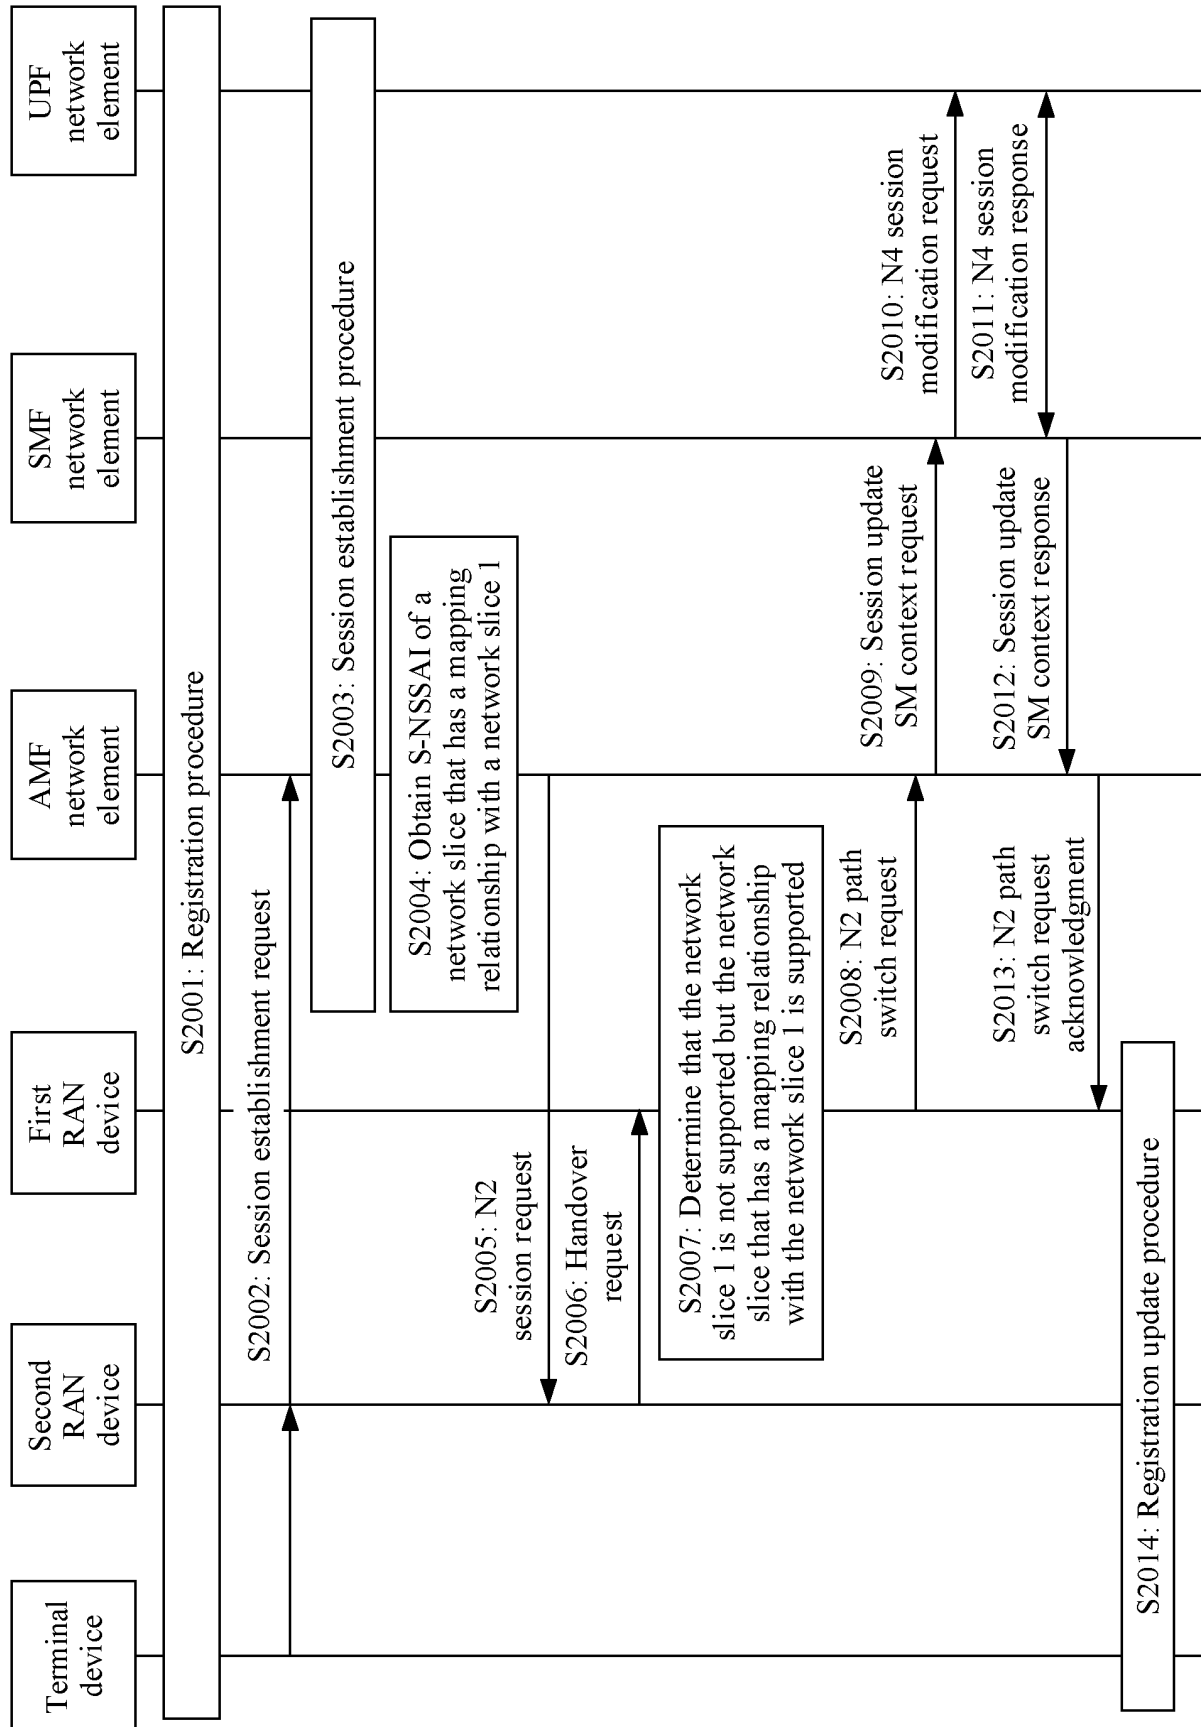 Terminal
device
Second
RAN
device
First
RAN
device
AMF
network
element
SMF
network
element
UPF
network
element
S2001: Registration procedure
S2002: Session establishment request
S2003: Session establishment procedure
S2004: Obtain S-NSSAI of a
network slice that has a mapping
relationship with a network slice 1
S2005: N2
session request
S2006: Handover
request
S2007: Determine that the network
slice 1 is not supported but the network
slice that has a mapping relationship
with the network slice 1 is supported
S2008: N2 path
switch request
S2009: Session update
SM context request
S2010: N4 session
modification request
S2011: N4 session
modification response
S2012: Session update
SM context response
S2013: N2 path
switch request
acknowledgment
S2014: Registration update procedure